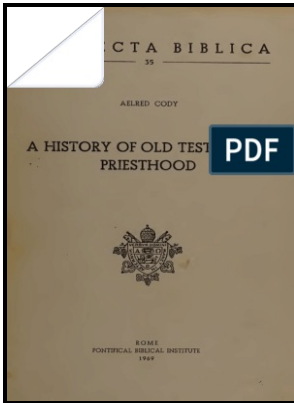 ECTA BIBLICA
35
AELRED CODY
A HISTORY OF OLD TEST
PDF
PRIESTHOOD
ROME
PONTIFICAL BIBLICAL INSTITUTE
1969